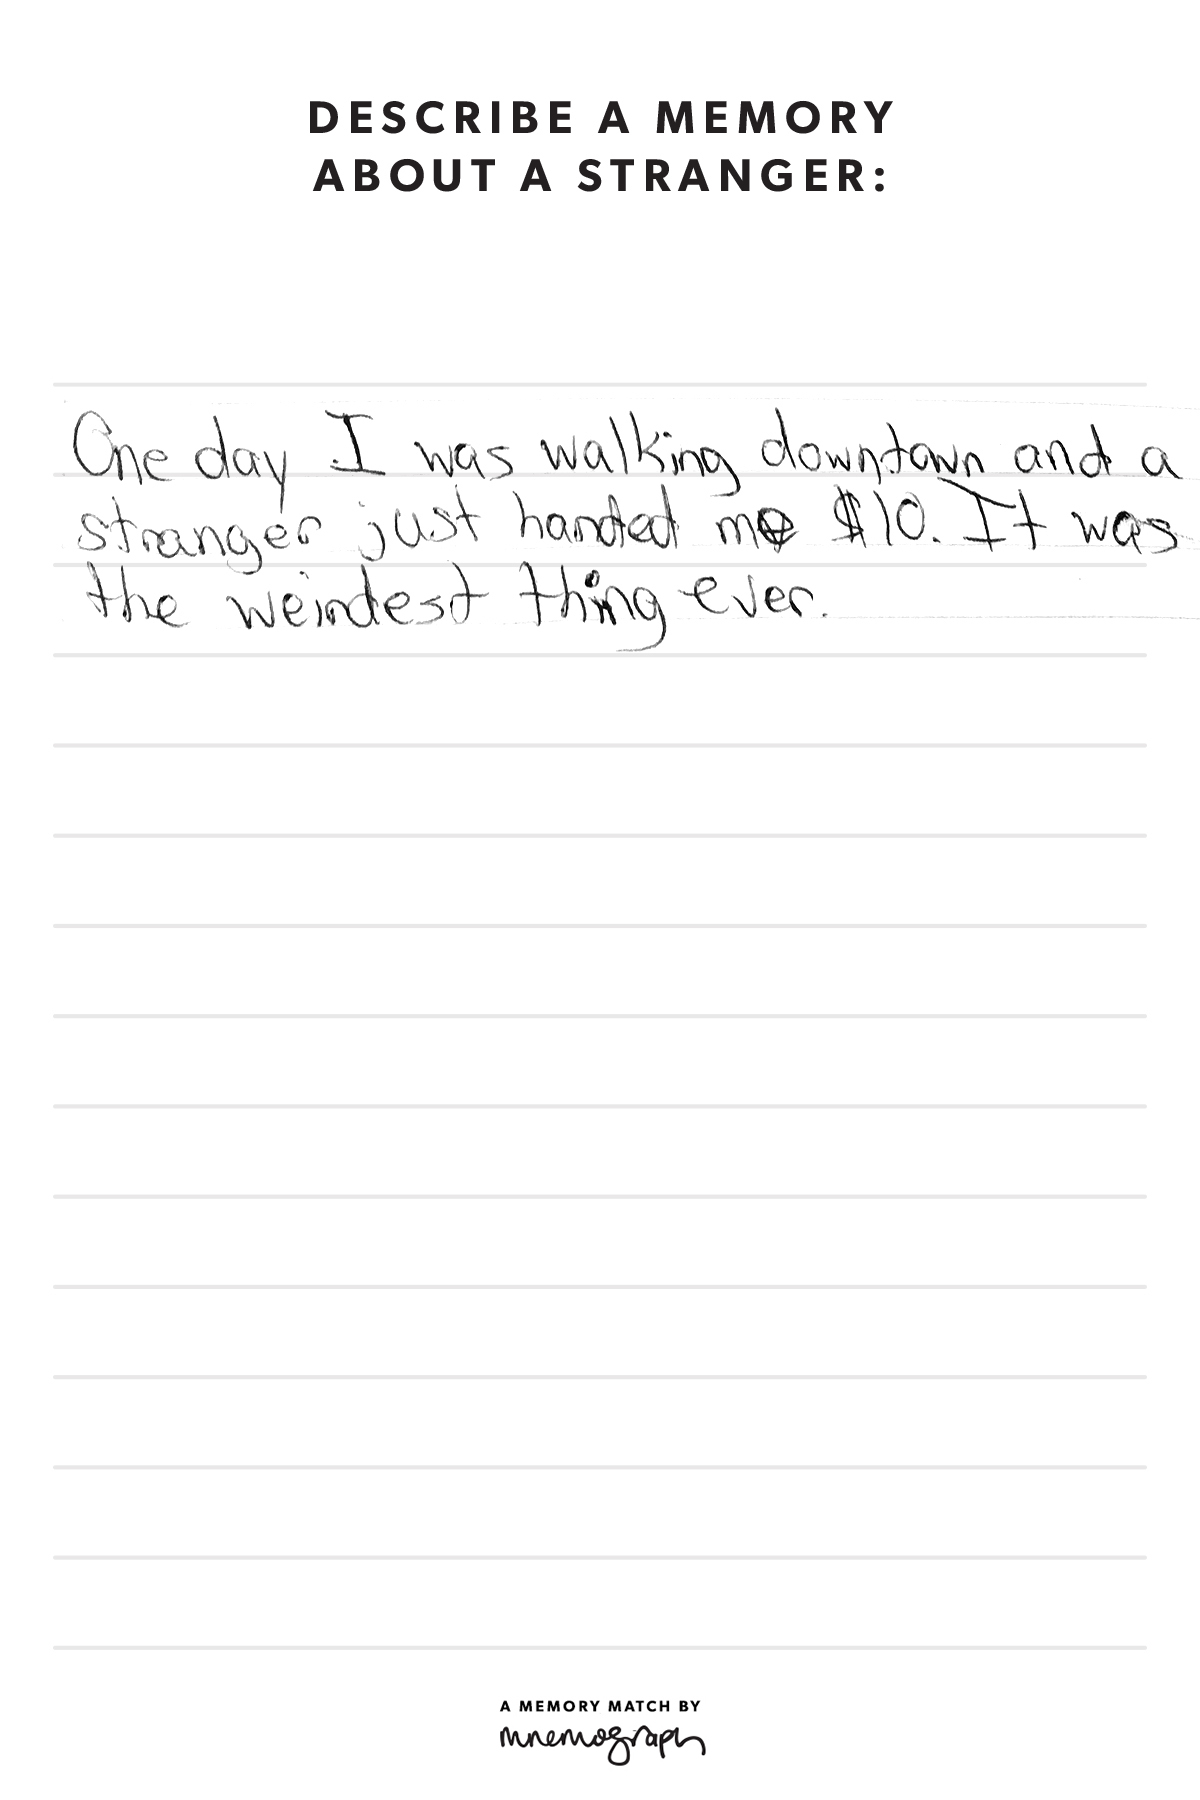 DESCRIBE A MEMORY
ABOUT A STRANGER:
One day I was walking downtown and a
stranger just handed me $10. It was
the weirdest thing ever.
A MEMORY MATCH BY
mnemograph